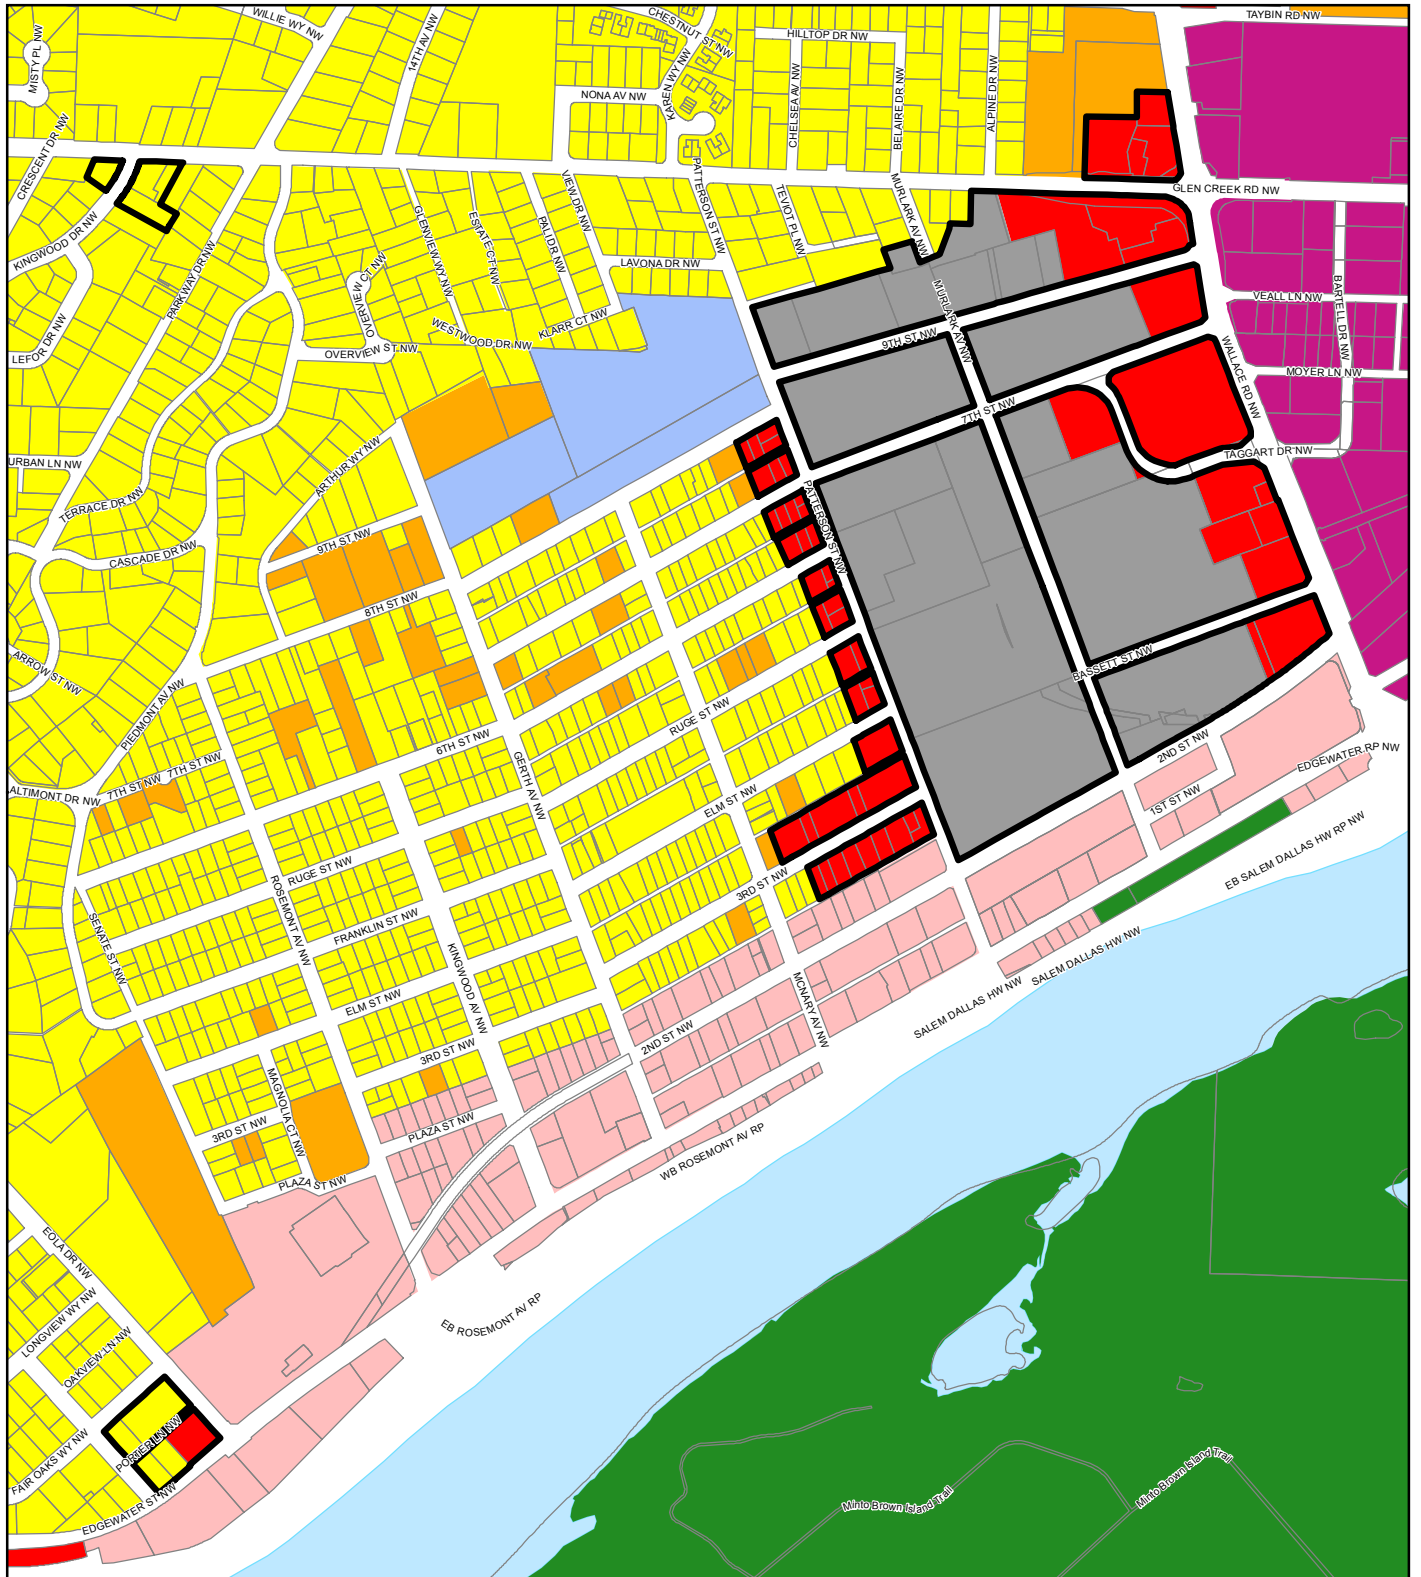 WILLIE WY NW
CHESTNUT ST NW
TAYBIN RD NW
HILLTOP DR NW
14TH AV NW
MISTY PL NW
KAREN WY NW
NONA AV NW
CHELSEA AV NW
BELAIRE DR NW
ALPINE DR NW
CRESCENT DR NW
GLEN CREEK RD NW
PATTERSON ST NW
VIEW DR NW
TEVIOT PL NW
MURLARK AV NW
KINGWOOD DR NW
GLENVIEW WY NW
ESTATE CT NW
PALI DR NW
PARKWAY DR NW
OVERVIEW CT NW
LAVONA DR NW
VEALL LN NW
BARTELL DR NW
MURLARK AV NW
LEFOR DR NW
WESTWOOD DR NW
KLARR CT NW
9TH ST NW
OVERVIEW ST NW
WALLACE RD NW
MOYER LN NW
7TH ST NW
URBAN LN NW
ARTHUR WY NW
TAGGART DR NW
TERRACE DR NW
PATTERSON ST NW
9TH ST NW
CASCADE DR NW
8TH ST NW
ARROW ST NW
BASSETT ST NW
PIEDMONT AV NW
RUGE ST NW
6TH ST NW
2ND ST NW
EDGEWATER RP NW
7TH ST NW
7TH ST NW
GERTH AV NW
ALTIMONT DR NW
ELM ST NW
1ST ST NW
EB SALEM DALLAS HW RP NW
RUGE ST NW
3RD ST NW
ROSEMONT AV NW
FRANKLIN ST NW
SENATE ST NW
SALEM DALLAS HW NW
KINGWOOD AV NW
ELM ST NW
MCNARY AV NW
SALEM DALLAS HW NW
2ND ST NW
3RD ST NW
MAGNOLIA CT NW
3RD ST NW
PLAZA ST NW
WB ROSEMONT AV RP
PLAZA ST NW
EOLA DR NW
LONGVIEW WY NW
EB ROSEMONT AV RP
OAKVIEW LN NW
PORTER LN NW
FAIR OAKS WY NW
EDGEWATER ST NW
Minto Brown Island Trail
Minto Brown Island Trail